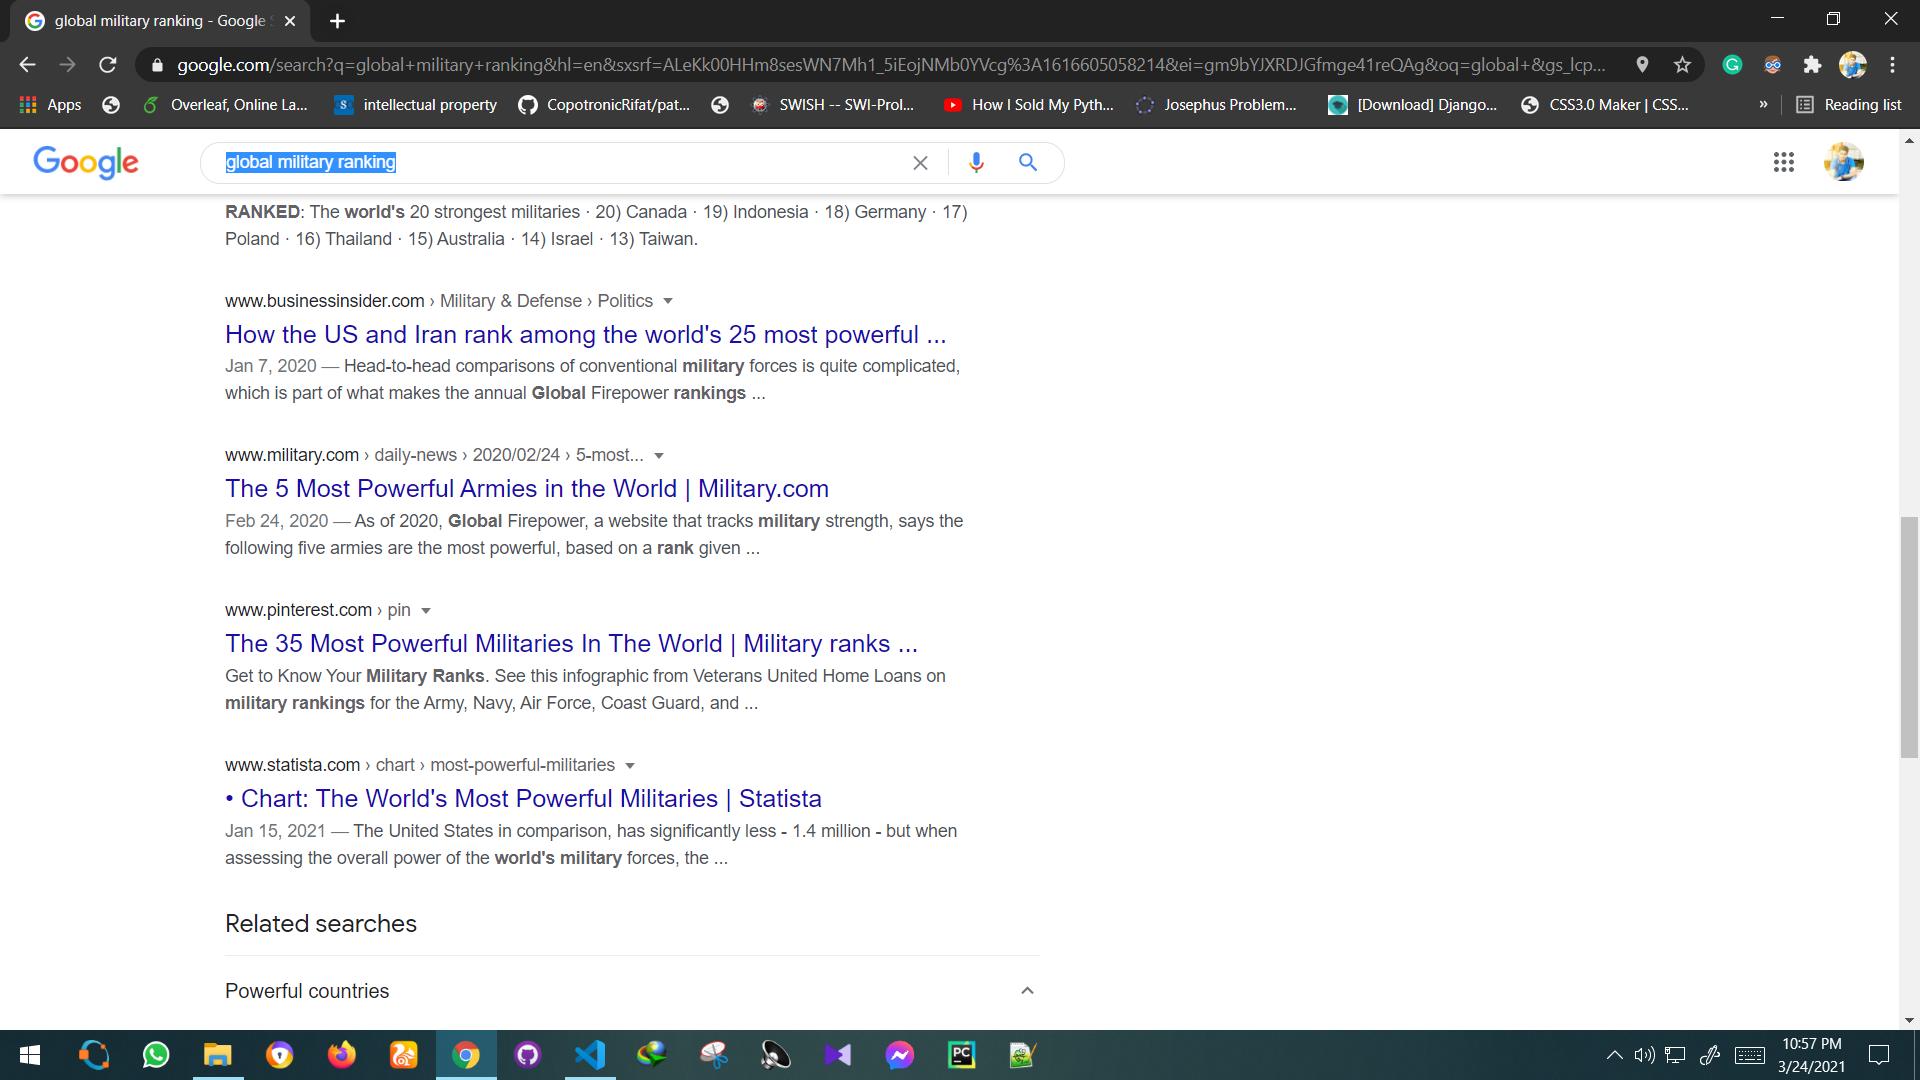 global military ranking - Google S
google.com/search?q=global+military+ranking&hl=en&sxsrf=ALeKk00HHm8sesWN7Mh1_5iEojNMb0YVcg%3A1616605058214&ei=gm9bYJXRDJGfmge41reQAg&oq=global+&gs_lcp...
Apps Overleaf, Online La... S intellectual property CopotronicRifat/pat... SWISH -- SWI-Prol... How I Sold My Pyth... Josephus Problem... [Download] Django... CSS3.0 Maker | CSS... » Reading list
Google global military ranking
RANKED: The world's 20 strongest militaries · 20) Canada · 19) Indonesia · 18) Germany · 17)
Poland · 16) Thailand · 15) Australia · 14) Israel · 13) Taiwan.
www.businessinsider.com › Military & Defense › Politics
How the US and Iran rank among the world's 25 most powerful ...
Jan 7, 2020 — Head-to-head comparisons of conventional military forces is quite complicated,
which is part of what makes the annual Global Firepower rankings ...
www.military.com › daily-news › 2020/02/24 › 5-most...
The 5 Most Powerful Armies in the World | Military.com
Feb 24, 2020 — As of 2020, Global Firepower, a website that tracks military strength, says the
following five armies are the most powerful, based on a rank given ...
www.pinterest.com › pin
The 35 Most Powerful Militaries In The World | Military ranks ...
Get to Know Your Military Ranks. See this infographic from Veterans United Home Loans on
military rankings for the Army, Navy, Air Force, Coast Guard, and ...
www.statista.com › chart › most-powerful-militaries
• Chart: The World's Most Powerful Militaries | Statista
Jan 15, 2021 — The United States in comparison, has significantly less - 1.4 million - but when
assessing the overall power of the world's military forces, the ...
Related searches
Powerful countries
PC
10:57 PM
3/24/2021